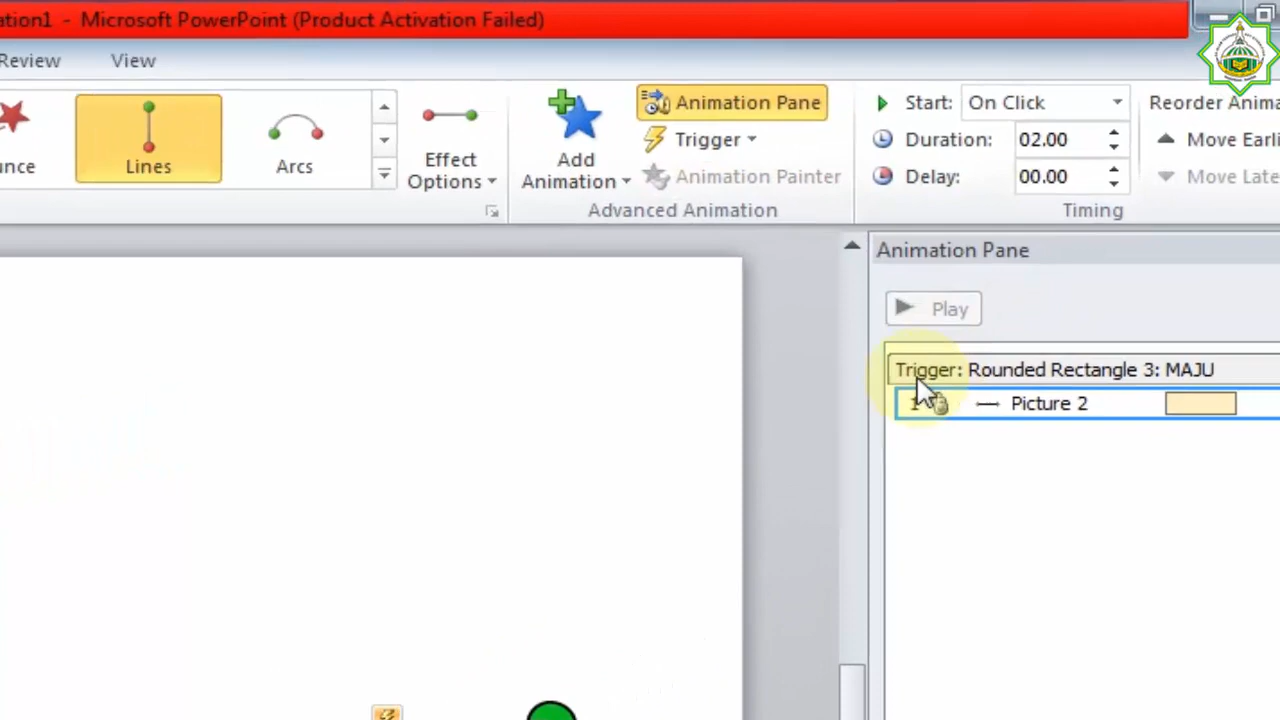 ation1 - Microsoft PowerPoint (Product Activation Failed)
Review View
nce
Lines
Arcs
Effect
Options
Add
Animation
Animation Pane
Trigger
Animation Painter
Advanced Animation
Start: On Click
Duration: 02.00
Delay: 00.00
Timing
Reorder Anima
Move Earli
Move Late
Animation Pane
Play
Trigger: Rounded Rectangle 3: MAJU
1 Picture 2